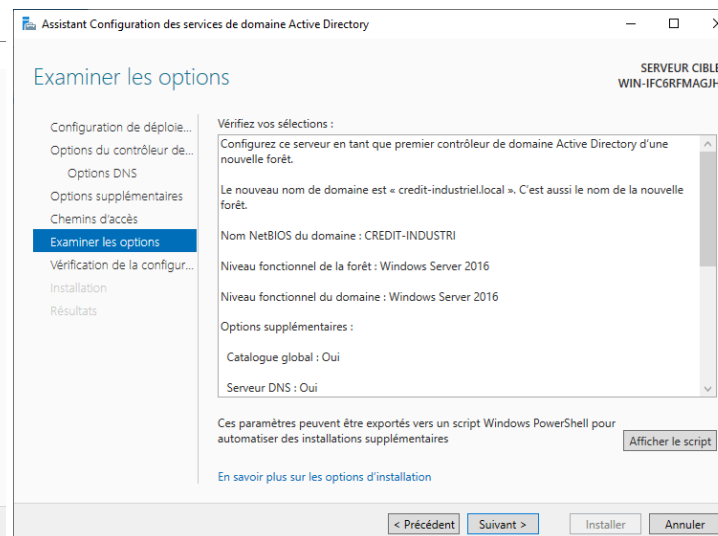 Assistant Configuration des services de domaine Active Directory
Examiner les options
SERVEUR CIBLE
WIN-IFC6RFMAGJH
Configuration de déploie...
Options du contrôleur de...
Options DNS
Options supplémentaires
Chemins d'accès
Examiner les options
Vérification de la configur...
Installation
Résultats
Vérifiez vos sélections :
Configurez ce serveur en tant que premier contrôleur de domaine Active Directory d'une
nouvelle forêt.
Le nouveau nom de domaine est « credit-industriel.local ». C'est aussi le nom de la nouvelle
forêt.
Nom NetBIOS du domaine : CREDIT-INDUSTRI
Niveau fonctionnel de la forêt : Windows Server 2016
Niveau fonctionnel du domaine : Windows Server 2016
Options supplémentaires :
Catalogue global : Oui
Serveur DNS : Oui
Ces paramètres peuvent être exportés vers un script Windows PowerShell pour
automatiser des installations supplémentaires
Afficher le script
En savoir plus sur les options d'installation
< Précédent
Suivant >
Installer
Annuler